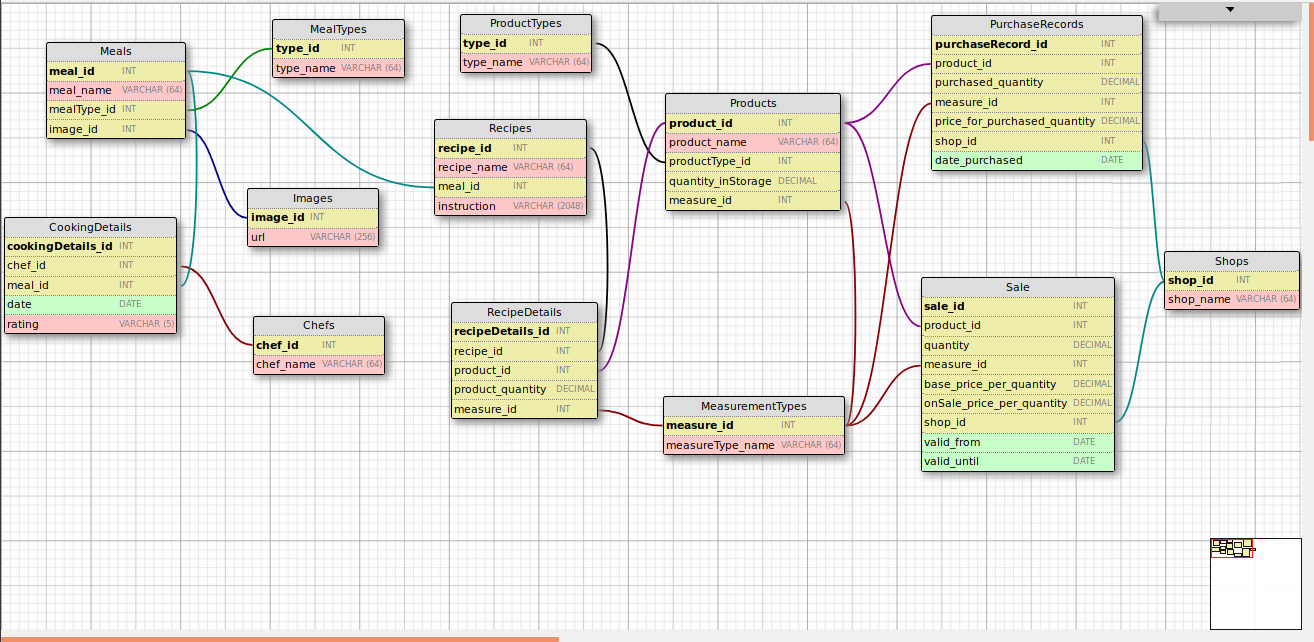 Meals
meal_id INT
meal_name VARCHAR (64)
mealType_id INT
image_id INT
MealTypes
type_id INT
type_name VARCHAR (64)
ProductTypes
type_id INT
type_name VARCHAR (64)
PurchaseRecords
purchaseRecord_id INT
product_id INT
purchased_quantity DECIMAL
measure_id INT
price_for_purchased_quantity DECIMAL
shop_id INT
date_purchased DATE
Products
product_id INT
product_name VARCHAR (64)
productType_id INT
quantity_inStorage DECIMAL
measure_id INT
Recipes
recipe_id INT
recipe_name VARCHAR (64)
meal_id INT
instruction VARCHAR (2048)
Images
image_id INT
url VARCHAR (256)
CookingDetails
cookingDetails_id INT
chef_id INT
meal_id INT
date DATE
rating VARCHAR (5)
Chefs
chef_id INT
chef_name VARCHAR (64)
RecipeDetails
recipeDetails_id INT
recipe_id INT
product_id INT
product_quantity DECIMAL
measure_id INT
MeasurementTypes
measure_id INT
measureType_name VARCHAR (64)
Sale
sale_id INT
product_id INT
quantity DECIMAL
measure_id INT
base_price_per_quantity DECIMAL
onSale_price_per_quantity DECIMAL
shop_id INT
valid_from DATE
valid_until DATE
Shops
shop_id INT
shop_name VARCHAR (64)